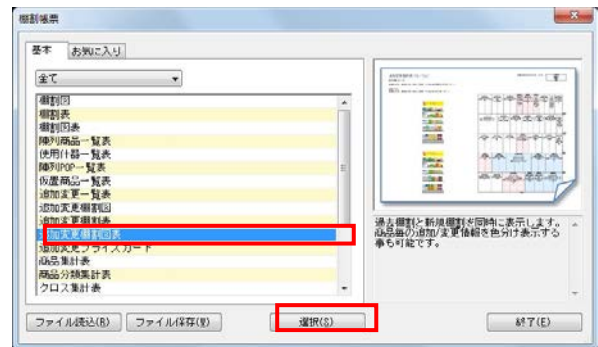 棚割帳票
基本 お気に入り
全て
棚割図
棚割表
棚割図表
陳列商品一覧表
使用什器一覧表
陳列POP一覧表
仮置商品一覧表
追加変更一覧表
追加変更棚割図
追加変更棚割表
追加変更棚割図表
追加変更プライスカード
商品集計表
商品分類集計表
クロス集計表
過去棚割と新規棚割を同時に表示します。
商品毎の追加/変更情報を色分け表示する
事も可能です。
ファイル読込(R) ファイル保存(W) 選択(S) 終了(E)